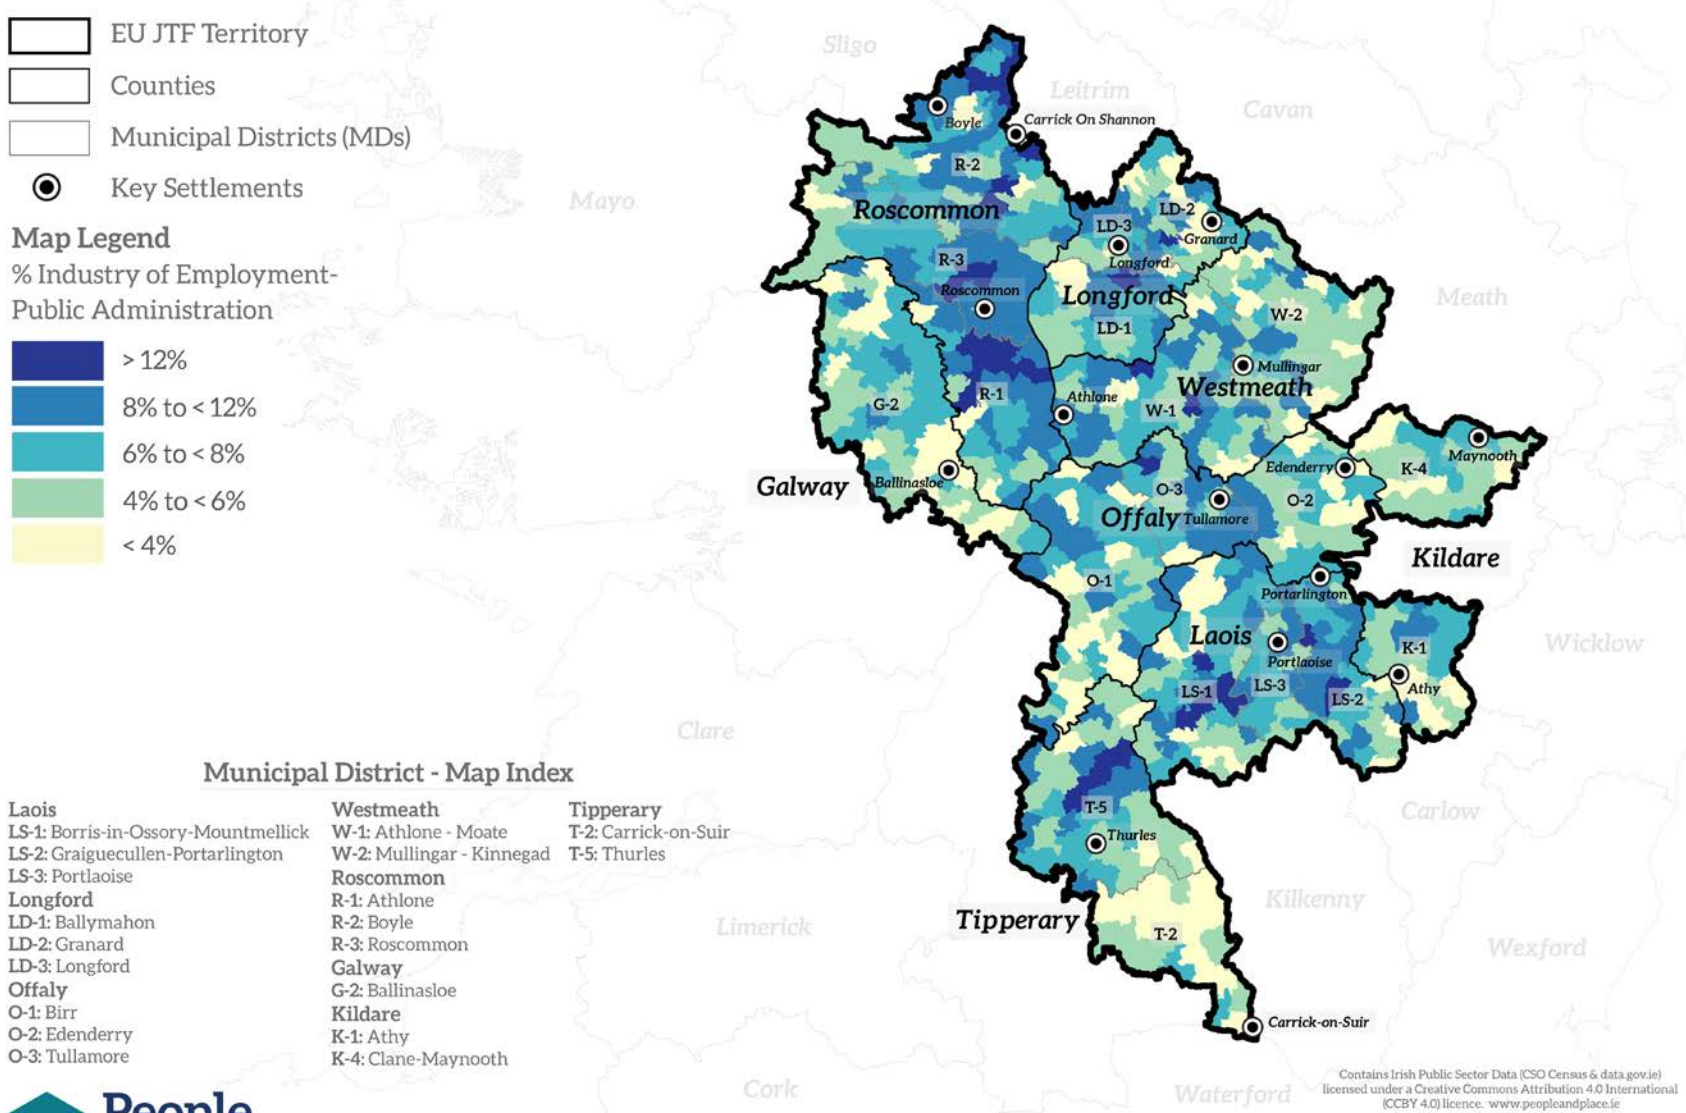 EU JTF Territory
Counties
Municipal Districts (MDs)
Key Settlements
Map Legend
% Industry of Employment-
Public Administration
> 12%
8% to < 12%
6% to < 8%
4% to < 6%
< 4%
Sligo
Leitrim
Cavan
Mayo
Meath
Wicklow
Clare
Carlow
Kilkenny
Limerick
Wexford
Cork
Waterford
Boyle
Carrick On Shannon
R-2
Roscommon
LD-2
LD-3
Granard
Longford
R-3
Roscommon
Longford
LD-1
W-2
Mullingar
Westmeath
Athlone
R-1
G-2
W-1
Maynooth
Edenderry
K-4
Ballinasloe
Galway
O-3
O-2
Offaly
Tullamore
Kildare
O-1
Portarlington
Laois
Portlaoise
K-1
Athy
LS-1
LS-3
LS-2
T-5
Thurles
Tipperary
T-2
Carrick-on-Suir
Municipal District - Map Index
Laois
LS-1: Borris-in-Ossory-Mountmellick
LS-2: Graiguecullen-Portarlington
LS-3: Portlaoise
Longford
LD-1: Ballymahon
LD-2: Granard
LD-3: Longford
Offaly
O-1: Birr
O-2: Edenderry
O-3: Tullamore
Westmeath
W-1: Athlone - Moate
W-2: Mullingar - Kinnegad
Roscommon
R-1: Athlone
R-2: Boyle
R-3: Roscommon
Galway
G-2: Ballinasloe
Kildare
K-1: Athy
K-4: Clane-Maynooth
Tipperary
T-2: Carrick-on-Suir
T-5: Thurles
People
Contains Irish Public Sector Data (CSO Census & data.gov.ie)
licensed under a Creative Commons Attribution 4.0 International
(CCBY 4.0) licence. www.peopleandplace.ie